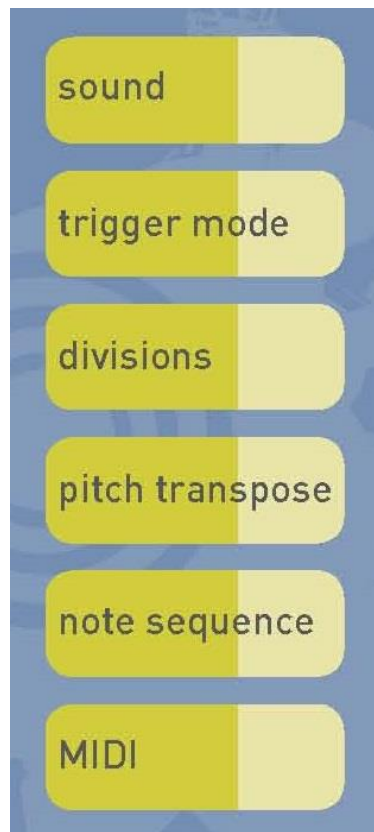 sound
trigger mode
divisions
pitch transpose
note sequence
MIDI